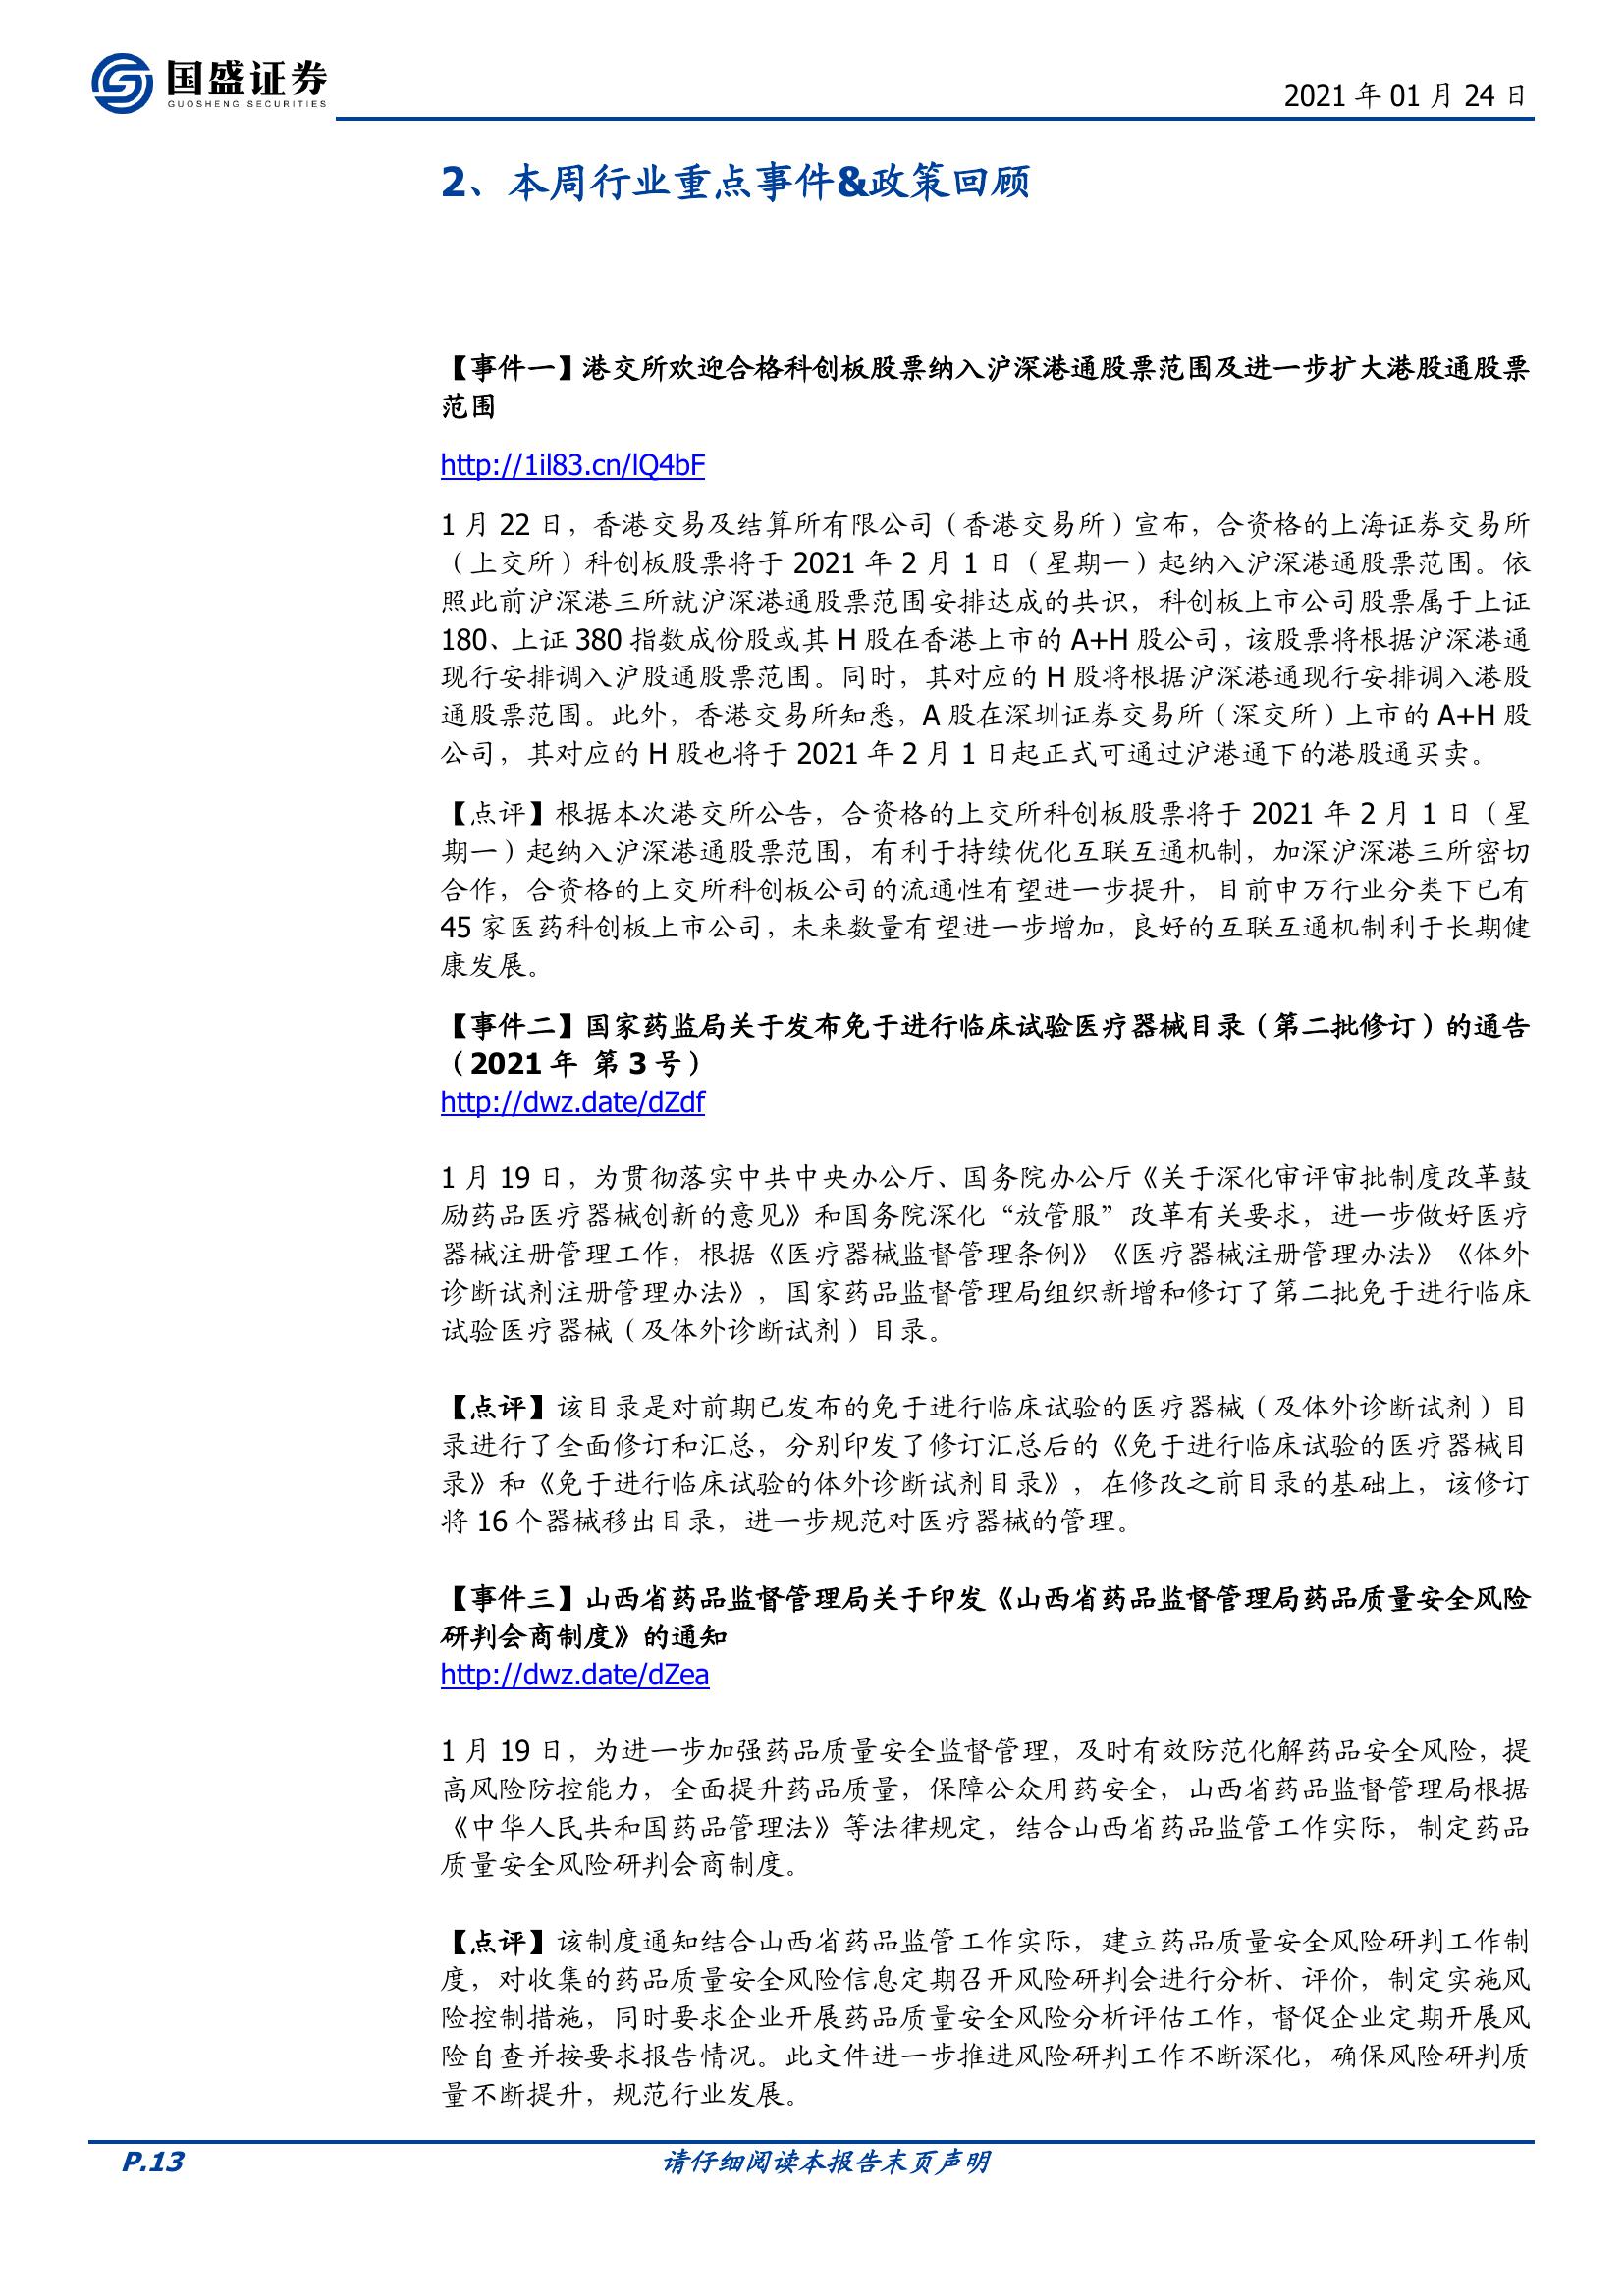 国盛证券
GUOSHENG SECURITIES
2021 年 01 月 24 日
2、本周行业重点事件&政策回顾
【事件一】港交所欢迎合格科创板股票纳入沪深港通股票范围及进一步扩大港股通股票
范围
http://1il83.cn/lQ4bF
1 月 22 日，香港交易及结算所有限公司（香港交易所）宣布，合资格的上海证券交易所
（上交所）科创板股票将于 2021 年 2 月 1 日（星期一）起纳入沪深港通股票范围。依
照此前沪深港三所就沪深港通股票范围安排达成的共识，科创板上市公司股票属于上证
180、上证 380 指数成份股或其 H 股在香港上市的 A+H 股公司，该股票将根据沪深港通
现行安排调入沪股通股票范围。同时，其对应的 H 股将根据沪深港通现行安排调入港股
通股票范围。此外，香港交易所知悉，A 股在深圳证券交易所（深交所）上市的 A+H 股
公司，其对应的 H 股也将于 2021 年 2 月 1 日起正式可通过沪港通下的港股通买卖。
【点评】根据本次港交所公告，合资格的上交所科创板股票将于 2021 年 2 月 1 日（星
期一）起纳入沪深港通股票范围，有利于持续优化互联互通机制，加深沪深港三所密切
合作，合资格的上交所科创板公司的流通性有望进一步提升，目前申万行业分类下已有
45 家医药科创板上市公司，未来数量有望进一步增加，良好的互联互通机制利于长期健
康发展。
【事件二】国家药监局关于发布免于进行临床试验医疗器械目录（第二批修订）的通告
（2021 年 第 3 号）
http://dwz.date/dZdf
1 月 19 日，为贯彻落实中共中央办公厅、国务院办公厅《关于深化审评审批制度改革鼓
励药品医疗器械创新的意见》和国务院深化“放管服”改革有关要求，进一步做好医疗
器械注册管理工作，根据《医疗器械监督管理条例》《医疗器械注册管理办法》《体外
诊断试剂注册管理办法》，国家药品监督管理局组织新增和修订了第二批免于进行临床
试验医疗器械（及体外诊断试剂）目录。
【点评】该目录是对前期已发布的免于进行临床试验的医疗器械（及体外诊断试剂）目
录进行了全面修订和汇总，分别印发了修订汇总后的《免于进行临床试验的医疗器械目
录》和《免于进行临床试验的体外诊断试剂目录》，在修改之前目录的基础上，该修订
将 16 个器械移出目录，进一步规范对医疗器械的管理。
【事件三】山西省药品监督管理局关于印发《山西省药品监督管理局药品质量安全风险
研判会商制度》的通知
http://dwz.date/dZea
1 月 19 日，为进一步加强药品质量安全监督管理，及时有效防范化解药品安全风险，提
高风险防控能力，全面提升药品质量，保障公众用药安全，山西省药品监督管理局根据
《中华人民共和国药品管理法》等法律规定，结合山西省药品监管工作实际，制定药品
质量安全风险研判会商制度。
【点评】该制度通知结合山西省药品监管工作实际，建立药品质量安全风险研判工作制
度，对收集的药品质量安全风险信息定期召开风险研判会进行分析、评价，制定实施风
险控制措施，同时要求企业开展药品质量安全风险分析评估工作，督促企业定期开展风
险自查并按要求报告情况。此文件进一步推进风险研判工作不断深化，确保风险研判质
量不断提升，规范行业发展。
P.13
请仔细阅读本报告末页声明